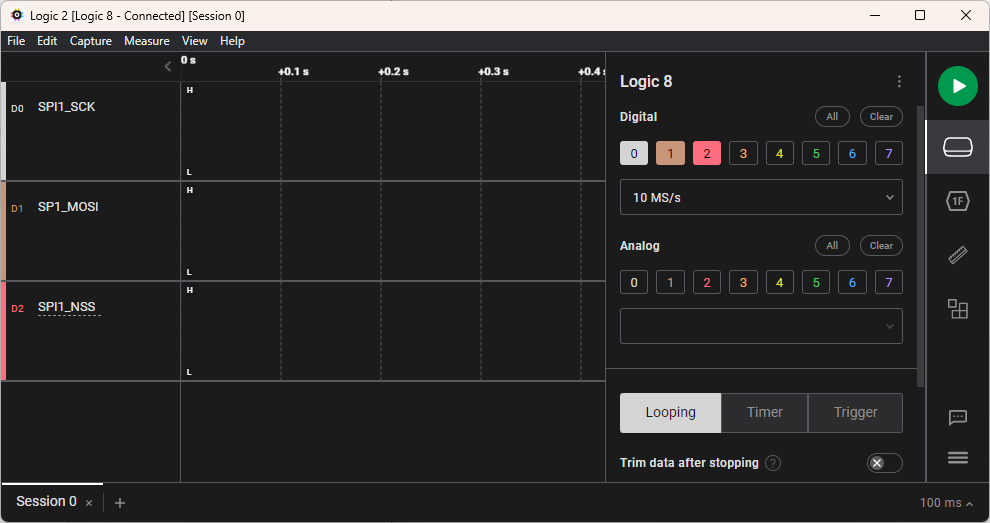 Logic 2 [Logic 8 - Connected] [Session 0]
File Edit Capture Measure View Help
0 s
+0.1 s +0.2 s +0.3 s +0.4 s
D0 SPI1_SCK
H
L
D1 SP1_MOSI
H
L
D2 SPI1_NSS
H
L
Logic 8
Digital All Clear
0 1 2 3 4 5 6 7
10 MS/s
Analog All Clear
0 1 2 3 4 5 6 7
Looping Timer Trigger
Trim data after stopping ?
1F
Session 0 × +
100 ms